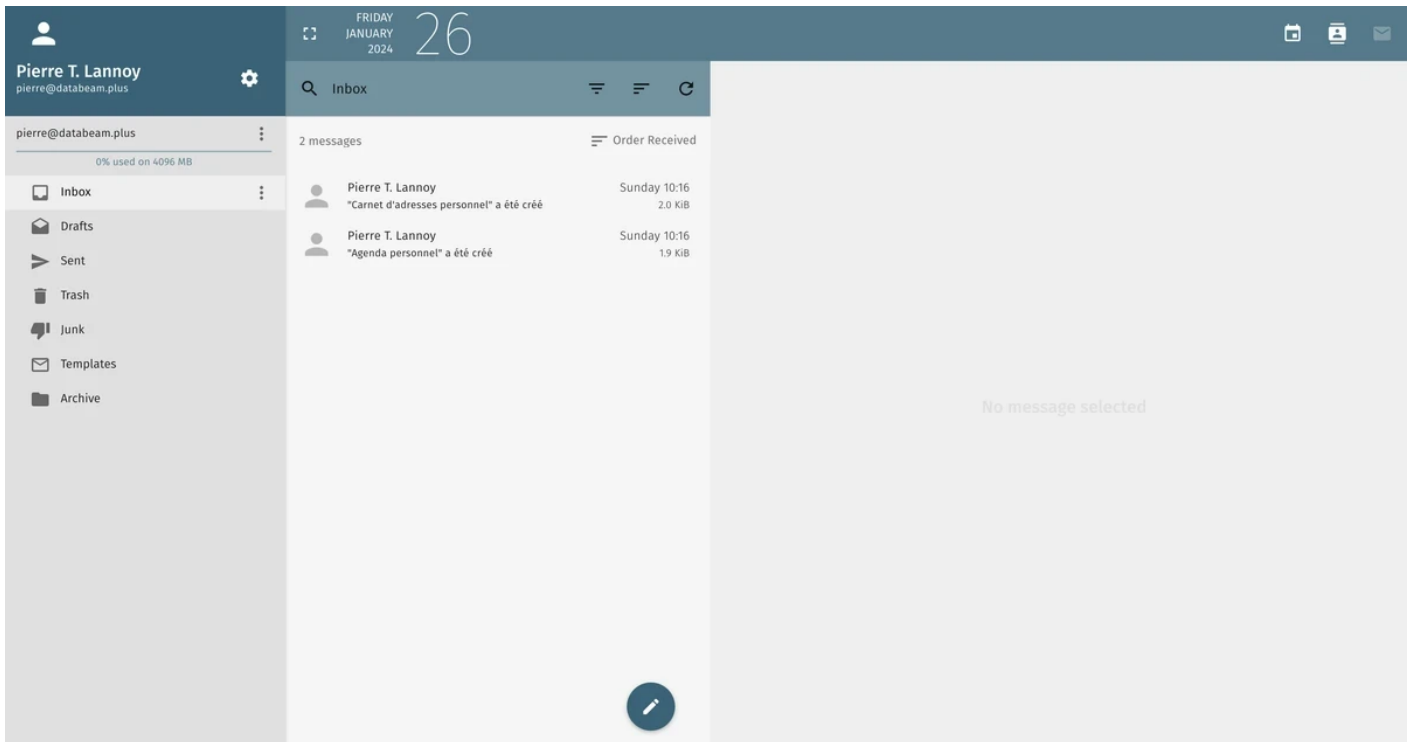 Pierre T. Lannoy
pierre@databeam.plus
pierre@databeam.plus
0% used on 4096 MB
Inbox
Drafts
Sent
Trash
Junk
Templates
Archive
FRIDAY
JANUARY
2024
26
Inbox
2 messages
Order Received
Pierre T. Lannoy
Sunday 10:16
"Carnet d'adresses personnel" a été créé
2.0 KiB
Pierre T. Lannoy
Sunday 10:16
"Agenda personnel" a été créé
1.9 KiB
No message selected